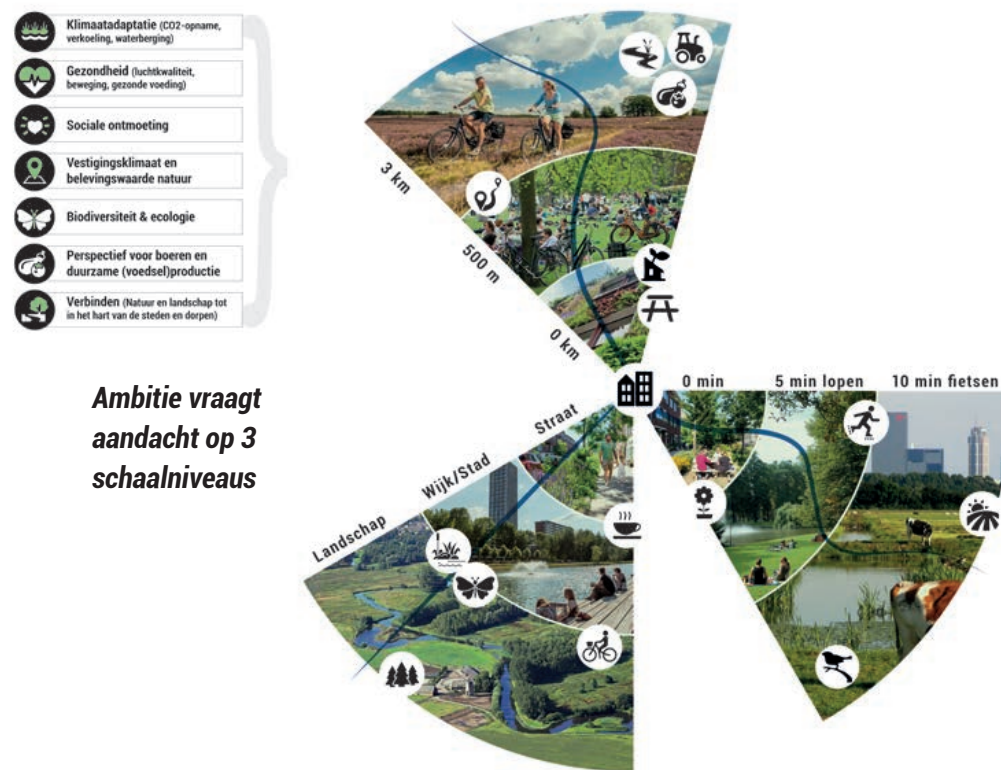 Klimaatadaptatie (CO2-opname,
verkoeling, waterberging)
Gezondheid (luchtkwaliteit,
beweging, gezonde voeding)
Sociale ontmoeting
Vestigingsklimaat en
belevingswaarde natuur
Biodiversiteit & ecologie
Perspectief voor boeren en
duurzame (voedsel)productie
Verbinden (Natuur en landschap tot
in het hart van de steden en dorpen)
Ambitie vraagt
aandacht op 3
schaalniveaus
3 km
500 m
0 km
0 min
5 min lopen
10 min fietsen
Straat
Wijk/Stad
Landschap